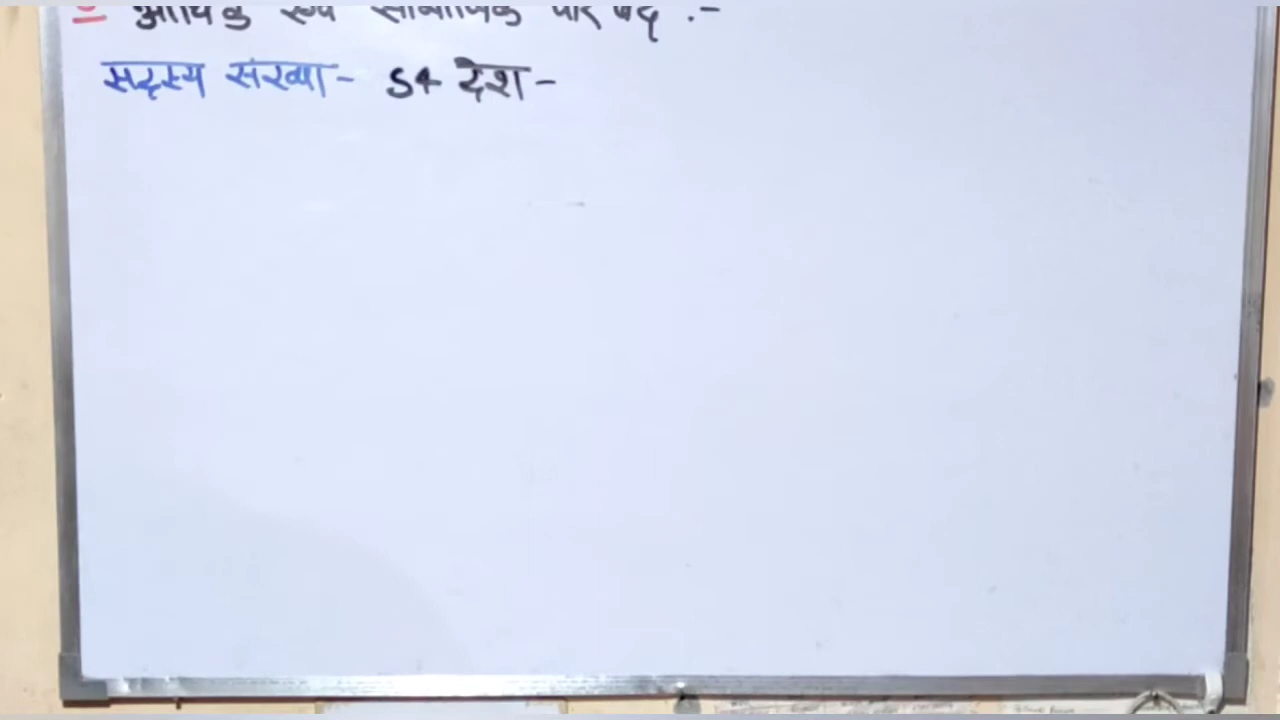 आर्थिक एवं सामाजिक परिषद :-
सदस्य संख्या - 54 देश -